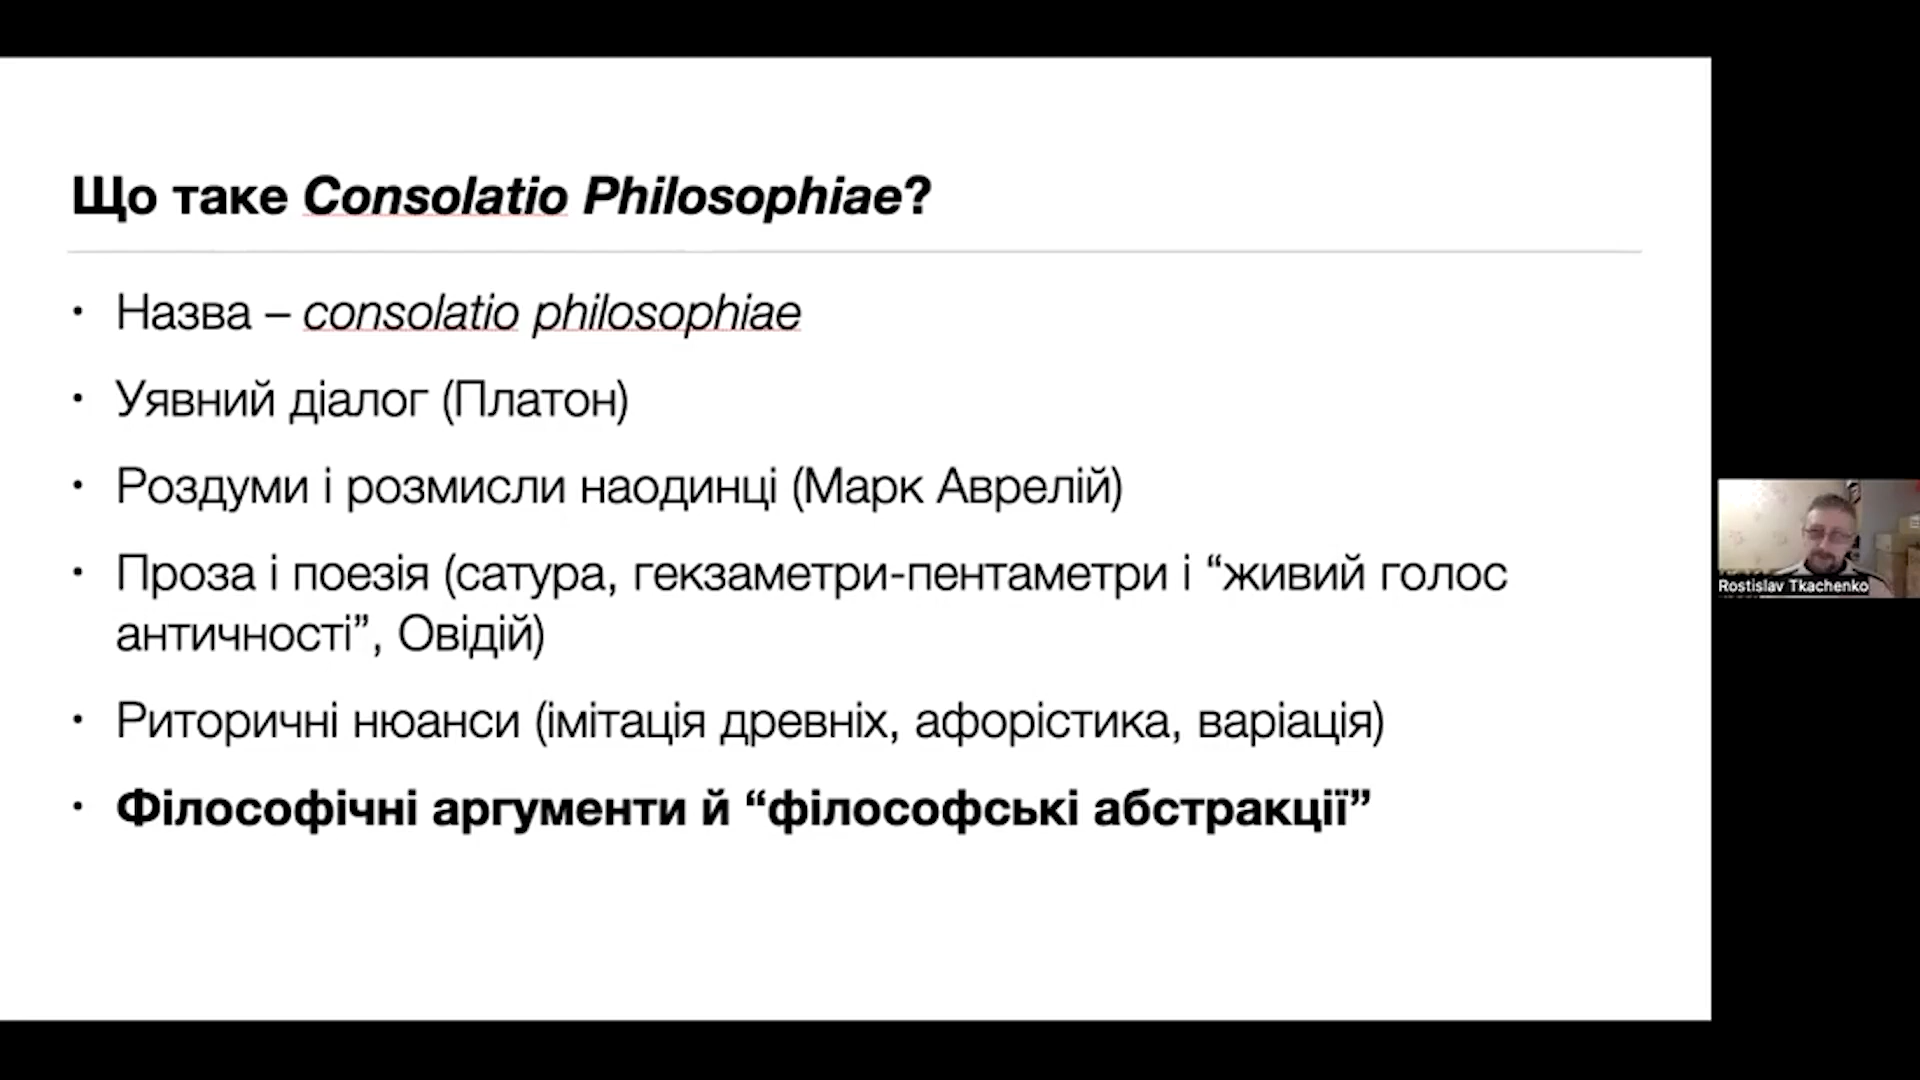 Що таке Consolatio Philosophiae?
• Назва – consolatio philosophiae
• Уявний діалог (Платон)
• Роздуми і розмисли наодинці (Марк Аврелій)
• Проза і поезія (сатура, гекзаметри-пентаметри і “живий голос
античності”, Овідій)
• Риторичні нюанси (імітація древніх, афорістика, варіація)
• Філософічні аргументи й “філософські абстракції”
Rostislav Tkachenko